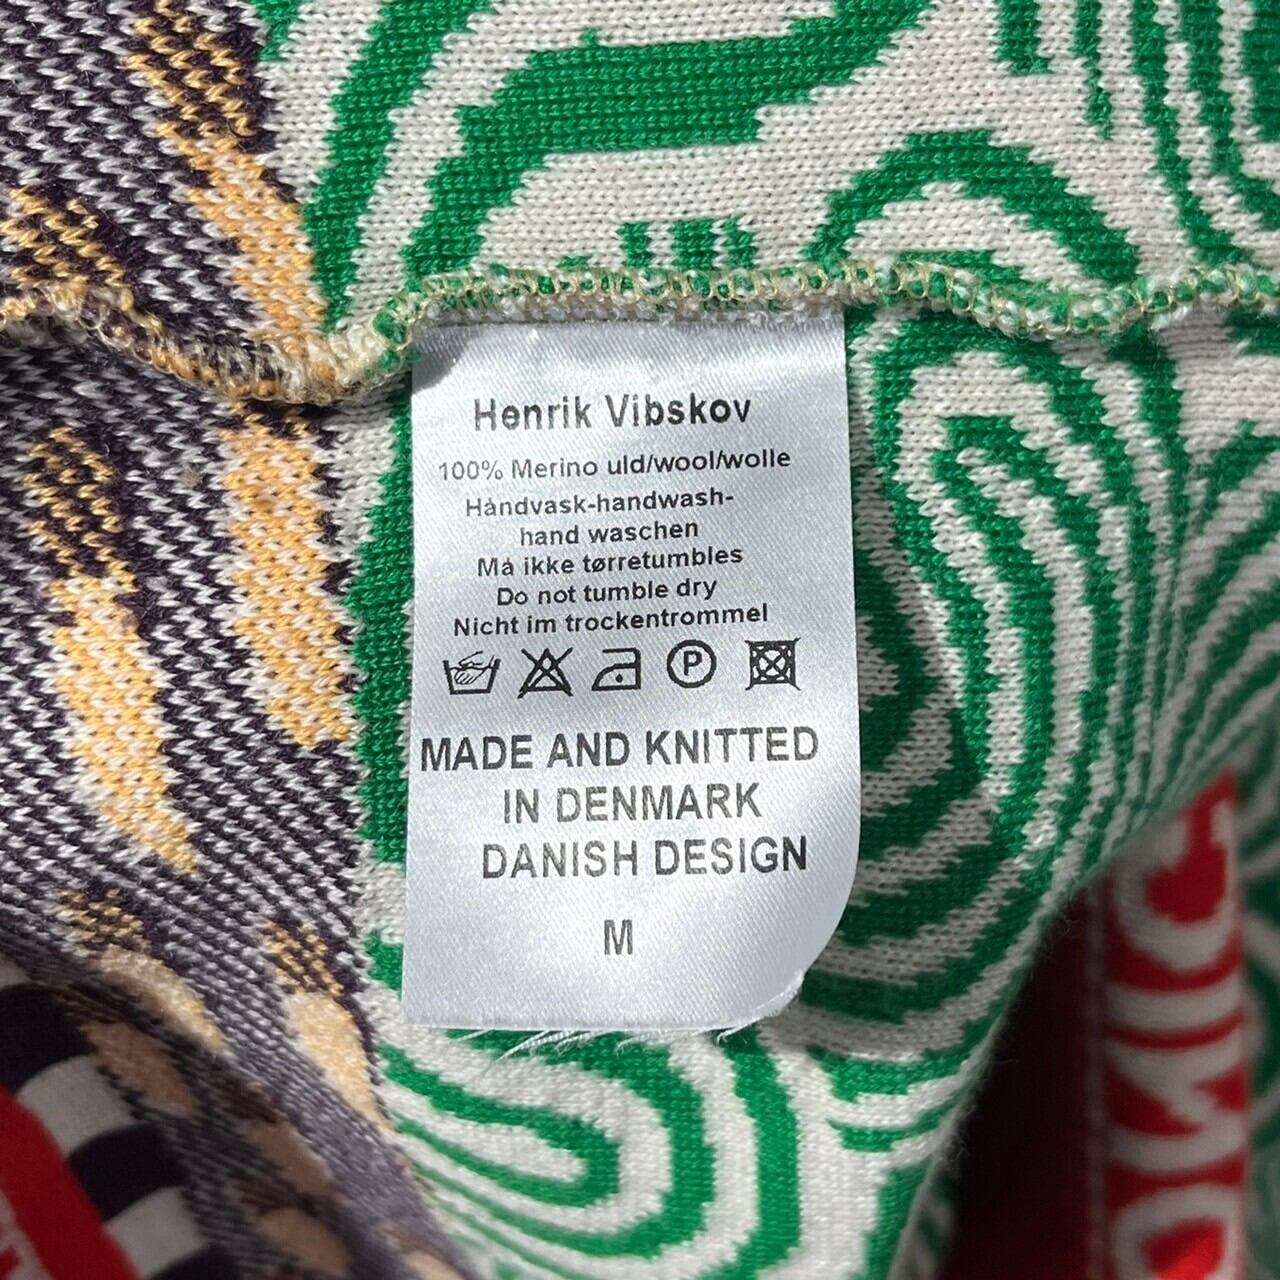 Henrik Vibskov
100% Merino uld/wool/wolle
Håndvask-handwash-
hand waschen
Må ikke tørretumbles
Do not tumble dry
Nicht im trockentrommel
P
MADE AND KNITTED
IN DENMARK
DANISH DESIGN
M